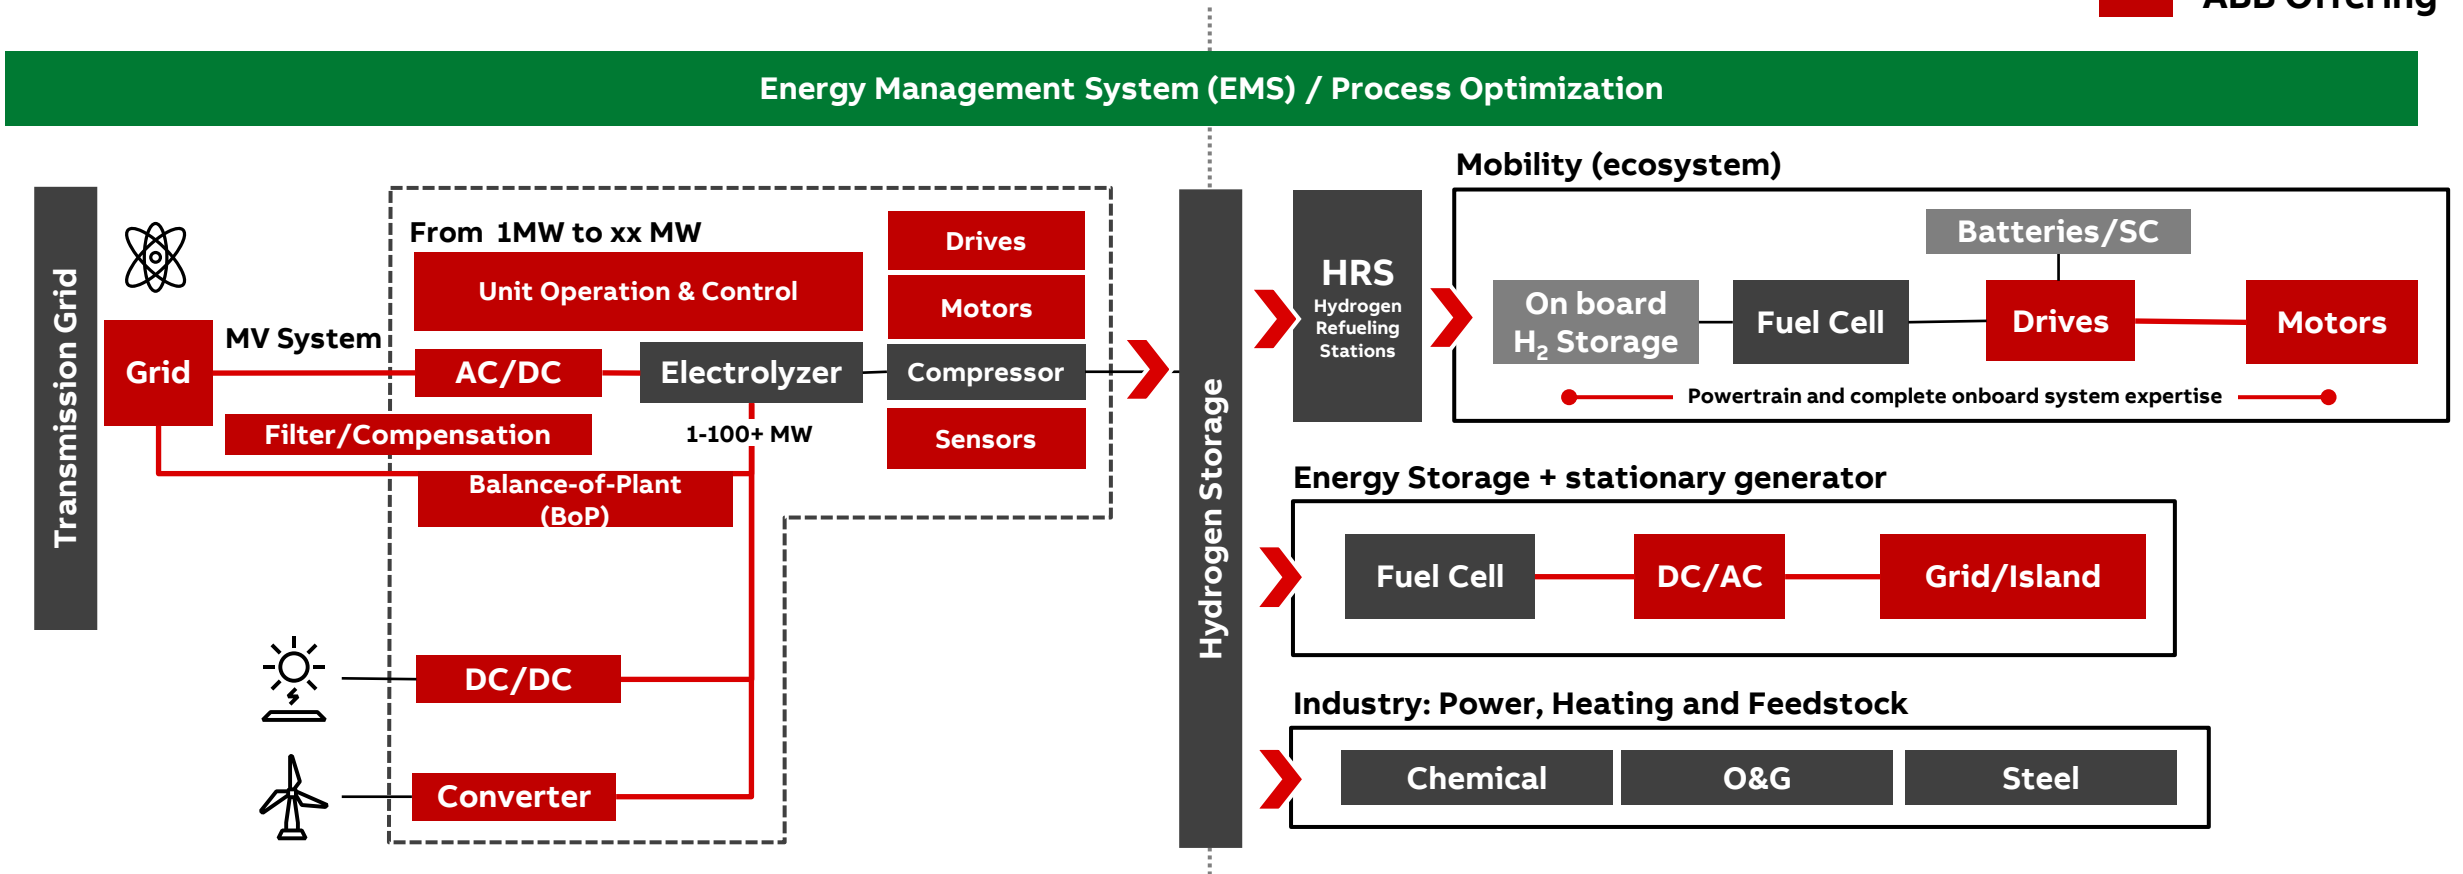 ABB Offering
Energy Management System (EMS) / Process Optimization
Transmission Grid
Grid
MV System
From 1MW to xx MW
Unit Operation & Control
AC/DC
Electrolyzer
Filter/Compensation
1-100+ MW
Balance-of-Plant
(BoP)
DC/DC
Converter
Drives
Motors
Compressor
Sensors
Hydrogen Storage
HRS
Hydrogen
Refueling
Stations
Mobility (ecosystem)
Batteries/SC
On board
H₂ Storage
Fuel Cell
Drives
Motors
Powertrain and complete onboard system expertise
Energy Storage + stationary generator
Fuel Cell
DC/AC
Grid/Island
Industry: Power, Heating and Feedstock
Chemical
O&G
Steel